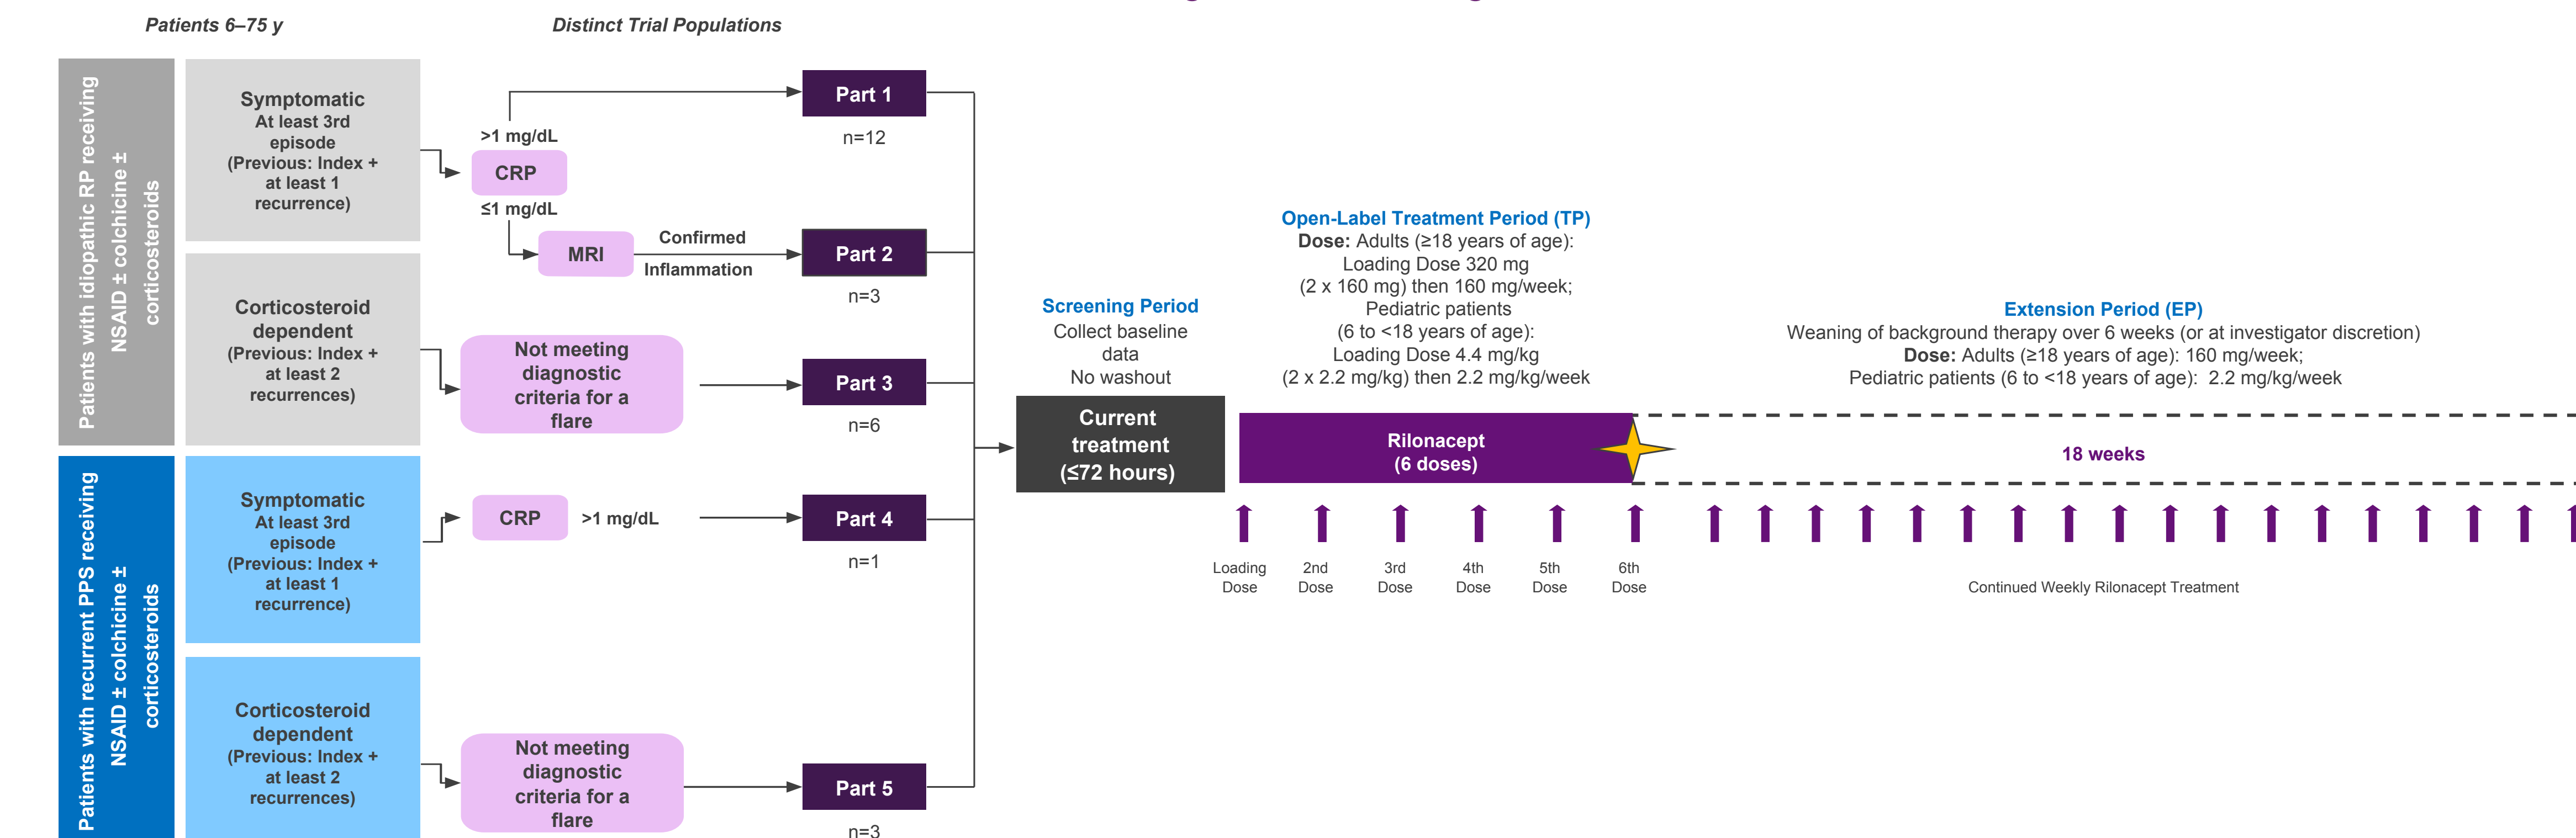 Patients 6–75 y
Distinct Trial Populations
Patients with idiopathic RP receiving
NSAID ± colchicine ±
corticosteroids
Symptomatic
At least 3rd
episode
(Previous: Index +
at least 1
recurrence)
>1 mg/dL
CRP
≤1 mg/dL
MRI
Confirmed
Inflammation
Part 1
n=12
Part 2
n=3
Corticosteroid
dependent
(Previous: Index +
at least 2
recurrences)
Not meeting
diagnostic
criteria for a
flare
Part 3
n=6
Patients with recurrent PPS receiving
NSAID ± colchicine ±
corticosteroids
Symptomatic
At least 3rd
episode
(Previous: Index +
at least 1
recurrence)
CRP
>1 mg/dL
Part 4
n=1
Corticosteroid
dependent
(Previous: Index +
at least 2
recurrences)
Not meeting
diagnostic
criteria for a
flare
Part 5
n=3
Screening Period
Collect baseline
data
No washout
Current
treatment
(≤72 hours)
Open-Label Treatment Period (TP)
Dose: Adults (≥18 years of age):
Loading Dose 320 mg
(2 x 160 mg) then 160 mg/week;
Pediatric patients
(6 to <18 years of age):
Loading Dose 4.4 mg/kg
(2 x 2.2 mg/kg) then 2.2 mg/kg/week
Rilonacept
(6 doses)
Loading
Dose
2nd
Dose
3rd
Dose
4th
Dose
5th
Dose
6th
Dose
Extension Period (EP)
Weaning of background therapy over 6 weeks (or at investigator discretion)
Dose: Adults (≥18 years of age): 160 mg/week;
Pediatric patients (6 to <18 years of age): 2.2 mg/kg/week
18 weeks
Continued Weekly Rilonacept Treatment